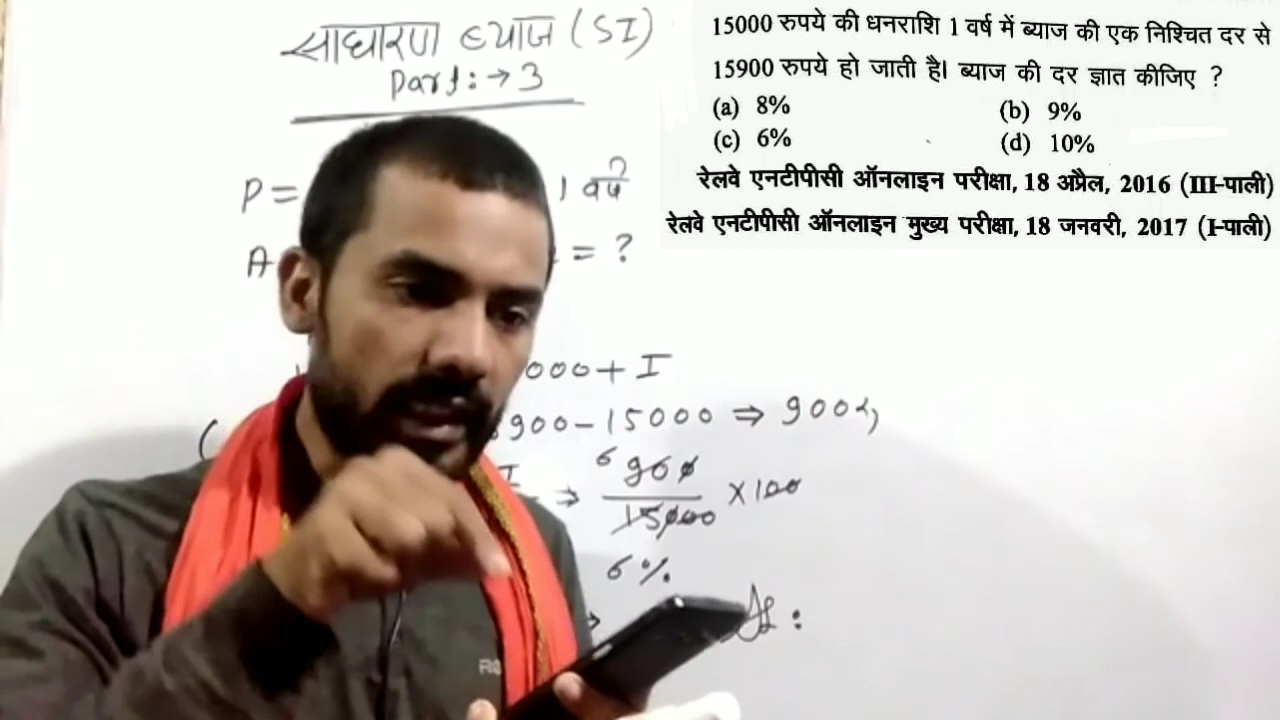 साधारण ब्याज (SI)
Part :→ 3
P =
1 वर्ष
A
= ?
000 + I
900 - 15000 ⇒ 900
I
⇒ 6 900 / 15000 × 100
6 %
15000 रुपये की धनराशि 1 वर्ष में ब्याज की एक निश्चित दर से
15900 रुपये हो जाती है। ब्याज की दर ज्ञात कीजिए ?
(a) 8% (b) 9%
(c) 6% (d) 10%
रेलवे एनटीपीसी ऑनलाइन परीक्षा, 18 अप्रैल, 2016 (III-पाली)
रेलवे एनटीपीसी ऑनलाइन मुख्य परीक्षा, 18 जनवरी, 2017 (I-पाली)